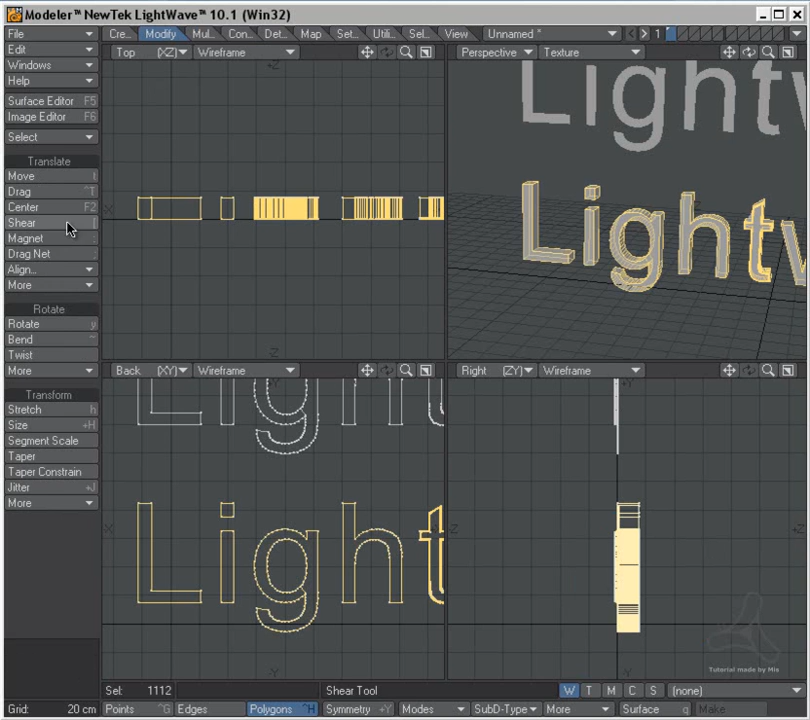 Modeler™ NewTek LightWave™ 10.1 (Win32)
File Cre... Modify Mul... Con... Det... Map Set... Utili... Sel... View Unnamed * 1
Edit Top (XZ) Wireframe Perspective Texture
Windows
Help
Surface Editor F5
Image Editor F6
Select
Translate
Move t
Drag ^T
Center F2
Shear [
Magnet :
Drag Net ;
Align...
More
Rotate
Rotate y
Bend ~
Twist
More
Transform
Stretch h
Size +H
Segment Scale
Taper
Taper Constrain
Jitter +J
More
+Z
-X
-Z
Lightw
Lightw
Back (XY) Wireframe Right (ZY) Wireframe
Light
Light
-X
-Y
+Y
-Z
+Z
-Y
Tutorial made by Mis
Sel: 1112 Shear Tool W T M C S (none)
Grid: 20 cm Points ^G Edges Polygons ^H Symmetry +Y Modes SubD-Type More Surface q Make